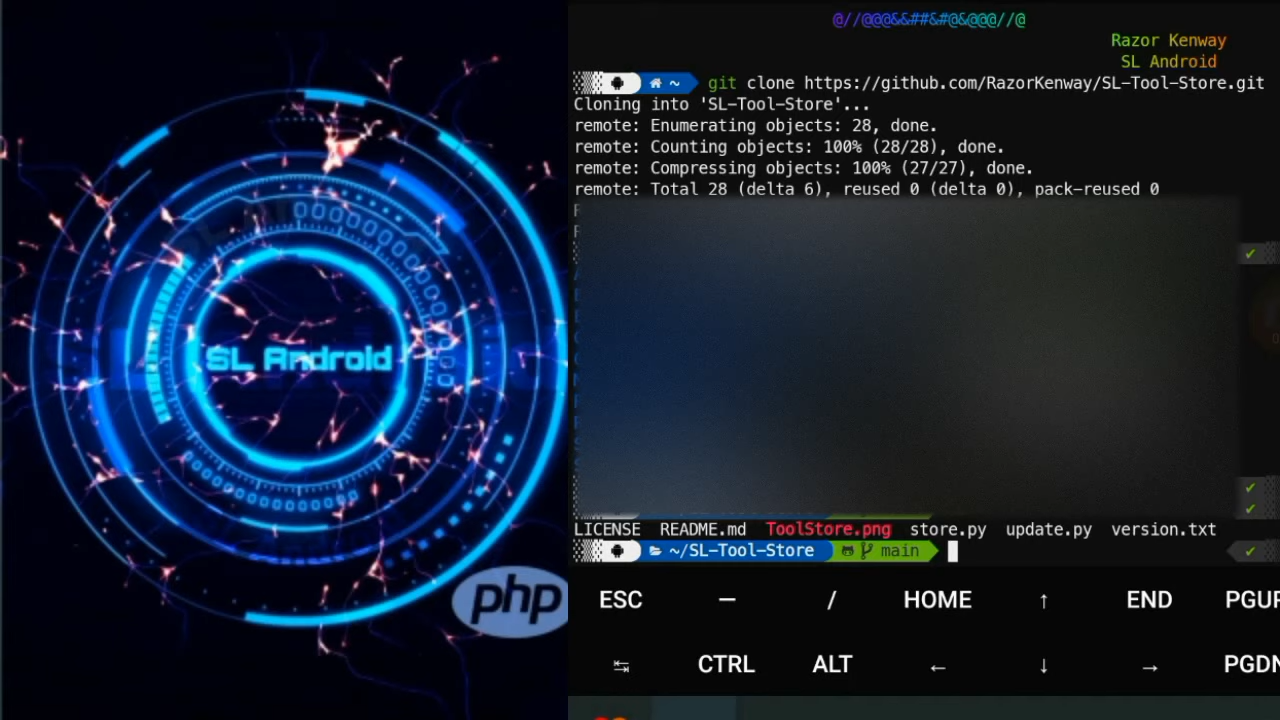 SL Android
php
@//@@@&&##&#@&@@@//@
Razor Kenway
SL Android
~ git clone https://github.com/RazorKenway/SL-Tool-Store.git
Cloning into 'SL-Tool-Store'...
remote: Enumerating objects: 28, done.
remote: Counting objects: 100% (28/28), done.
remote: Compressing objects: 100% (27/27), done.
remote: Total 28 (delta 6), reused 0 (delta 0), pack-reused 0
LICENSE README.md ToolStore.png store.py update.py version.txt
~/SL-Tool-Store main
ESC — / HOME ↑ END PGUP
↹ CTRL ALT ← ↓ → PGDN